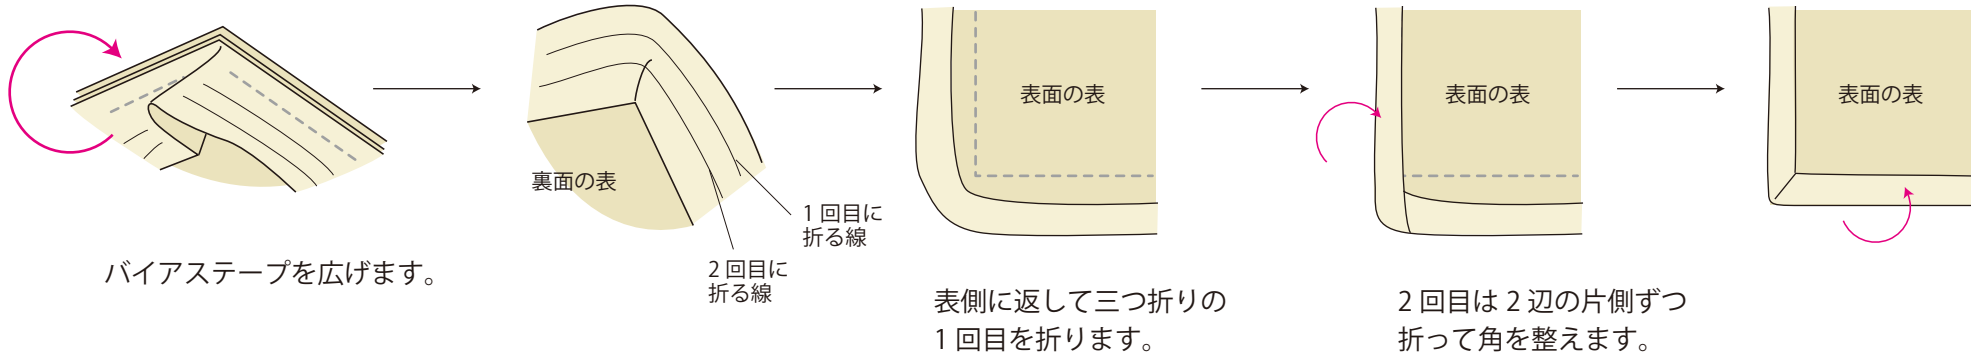 バイアステープを広げます。
裏面の表
1 回目に
折る線
2 回目に
折る線
表面の表
表側に返して三つ折りの
1 回目を折ります。
表面の表
2 回目は 2 辺の片側ずつ
折って角を整えます。
表面の表